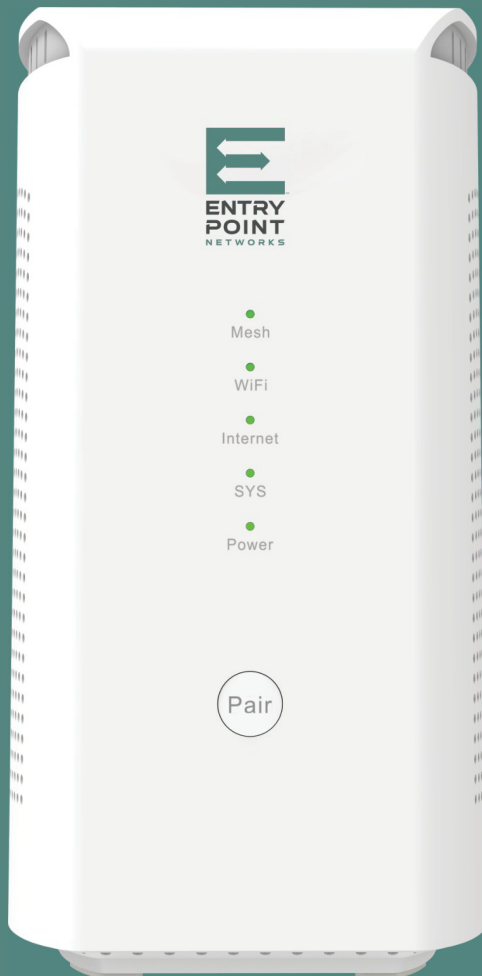 ENTRY
POINT
NETWORKS
Mesh
WiFi
Internet
SYS
Power
Pair